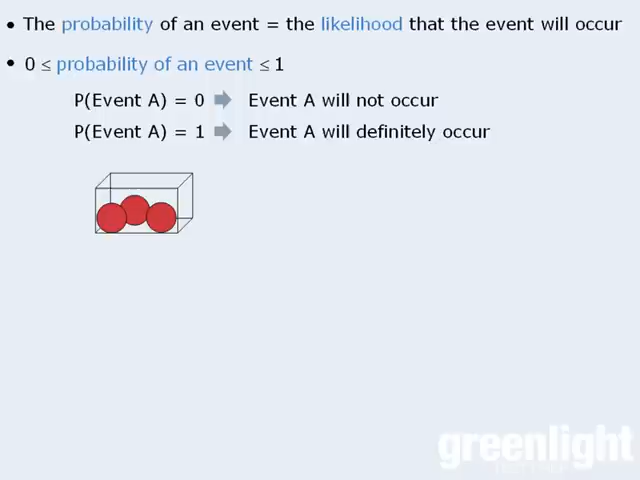 • The probability of an event = the likelihood that the event will occur
• 0 ≤ probability of an event ≤ 1
P(Event A) = 0 ➡ Event A will not occur
P(Event A) = 1 ➡ Event A will definitely occur
greenlight